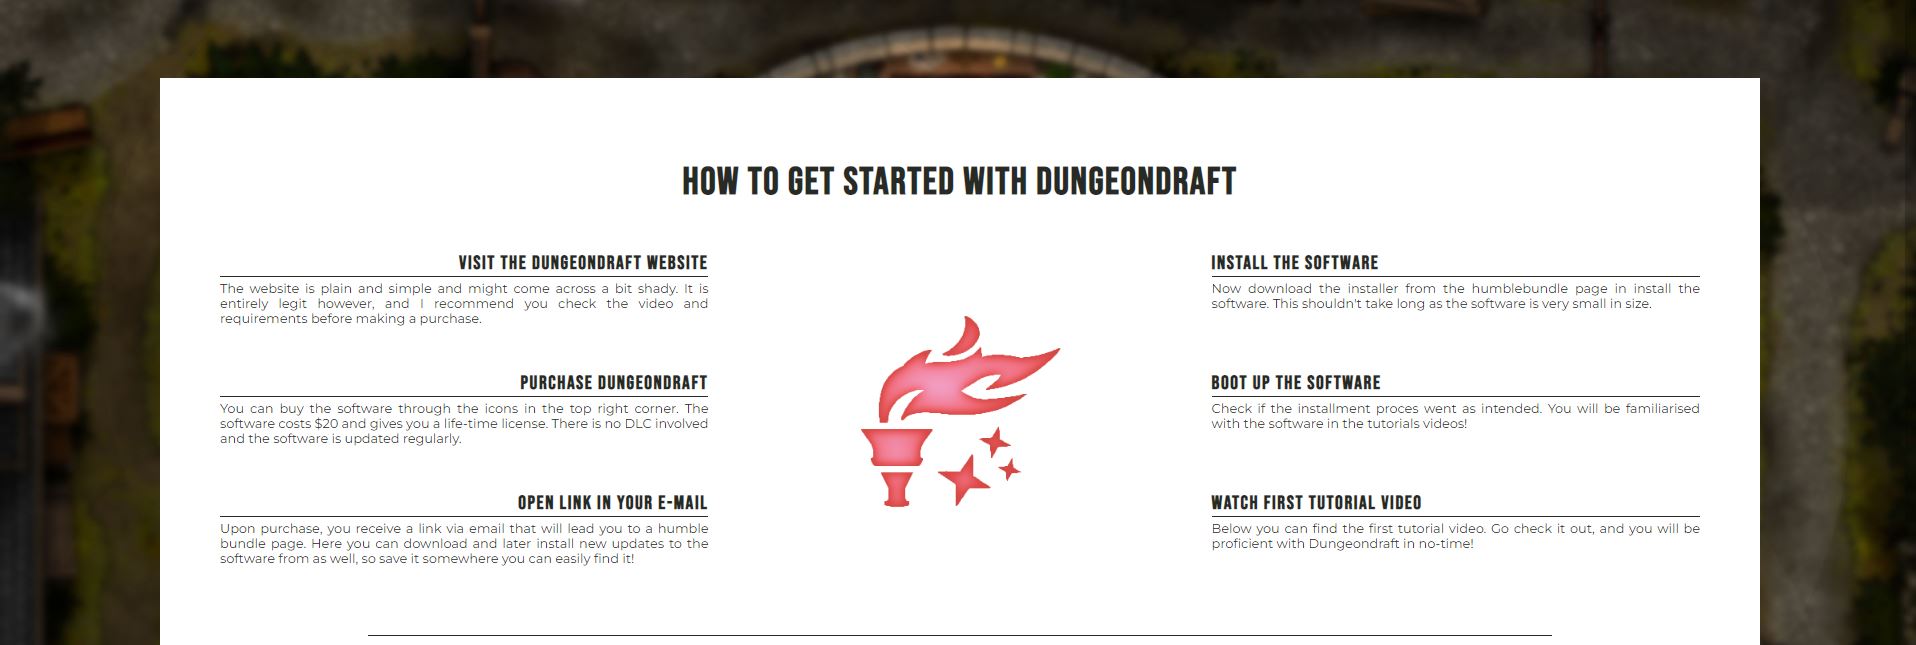 HOW TO GET STARTED WITH DUNGEONDRAFT
VISIT THE DUNGEONDRAFT WEBSITE
The website is plain and simple and might come across a bit shady. It is
entirely legit however, and I recommend you check the video and
requirements before making a purchase.
PURCHASE DUNGEONDRAFT
You can buy the software through the icons in the top right corner. The
software costs $20 and gives you a life-time license. There is no DLC involved
and the software is updated regularly.
OPEN LINK IN YOUR E-MAIL
Upon purchase, you receive a link via email that will lead you to a humble
bundle page. Here you can download and later install new updates to the
software from as well, so save it somewhere you can easily find it!
INSTALL THE SOFTWARE
Now download the installer from the humblebundle page in install the
software. This shouldn't take long as the software is very small in size.
BOOT UP THE SOFTWARE
Check if the installment proces went as intended. You will be familiarised
with the software in the tutorials videos!
WATCH FIRST TUTORIAL VIDEO
Below you can find the first tutorial video. Go check it out, and you will be
proficient with Dungeondraft in no-time!